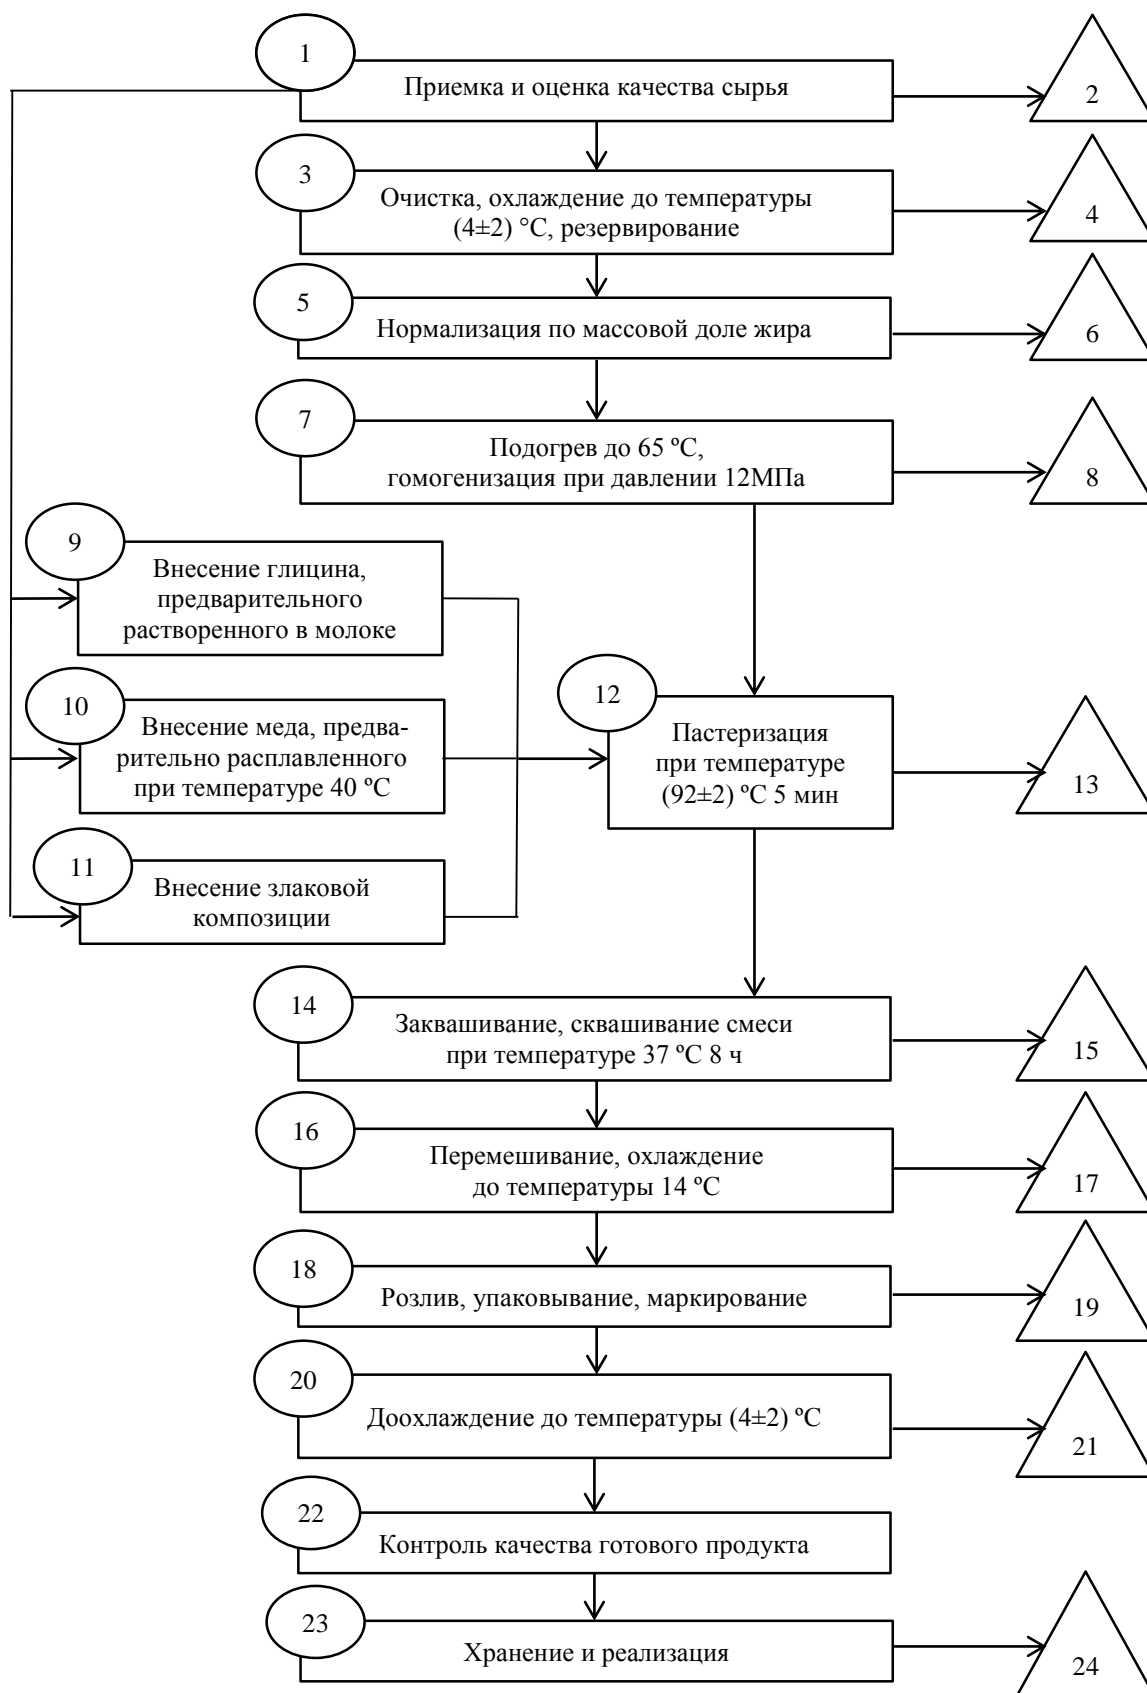 1
Приемка и оценка качества сырья
2
3
Очистка, охлаждение до температуры
(4±2) °С, резервирование
4
5
Нормализация по массовой доле жира
6
7
Подогрев до 65 ºС,
гомогенизация при давлении 12МПа
8
9
Внесение глицина,
предварительного
растворенного в молоке
10
Внесение меда, предва-
рительно расплавленного
при температуре 40 ºС
11
Внесение злаковой
композиции
12
Пастеризация
при температуре
(92±2) ºС 5 мин
13
14
Заквашивание, сквашивание смеси
при температуре 37 ºС 8 ч
15
16
Перемешивание, охлаждение
до температуры 14 ºС
17
18
Розлив, упаковывание, маркирование
19
20
Доохлаждение до температуры (4±2) ºС
21
22
Контроль качества готового продукта
23
Хранение и реализация
24